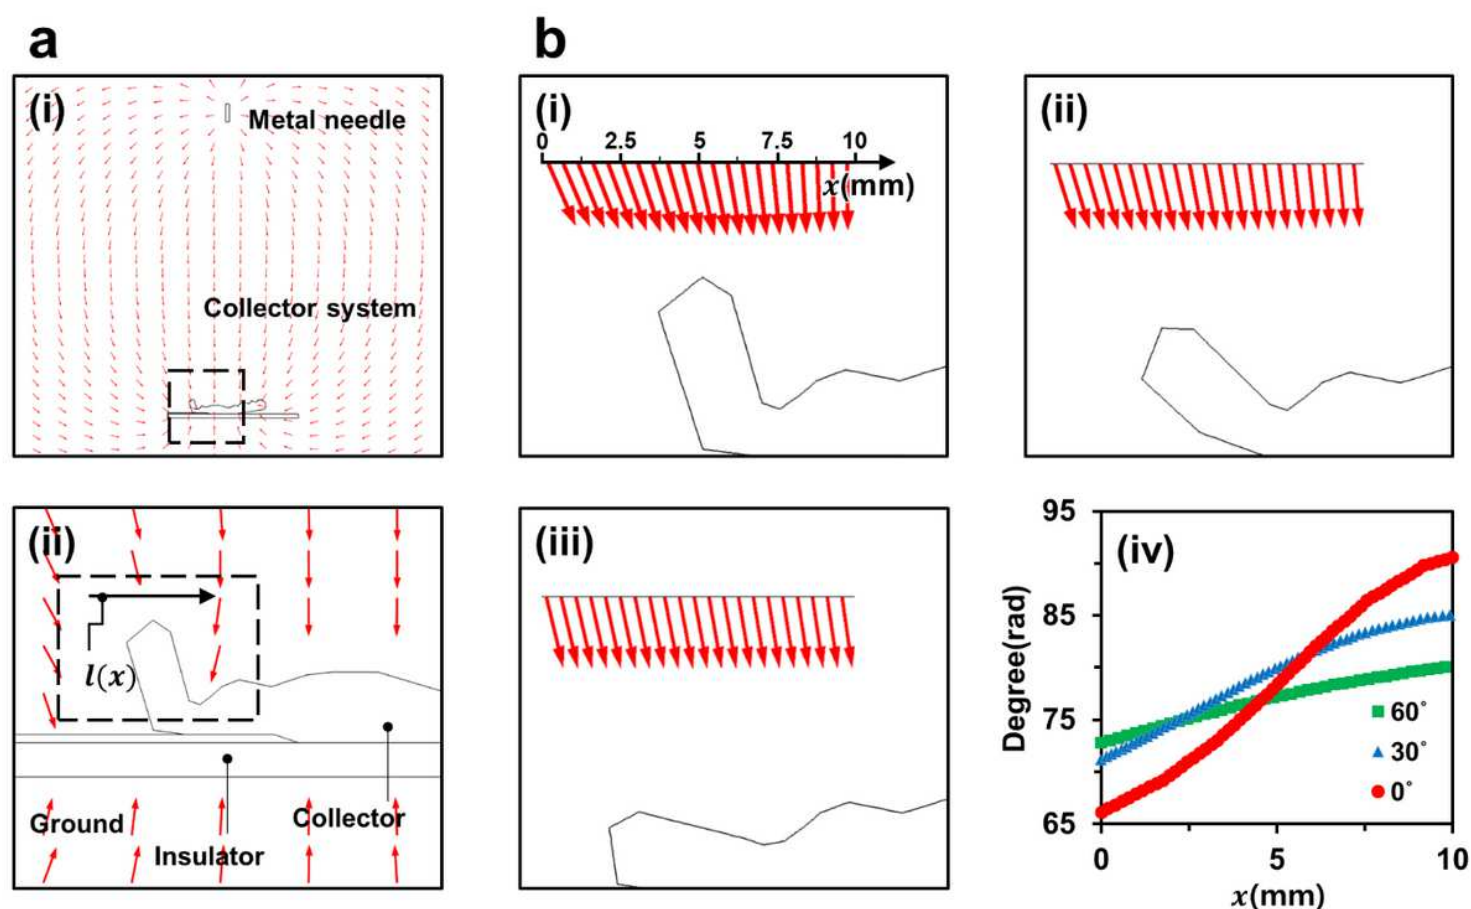 a
(i)
Metal needle
Collector system
(ii)
l(x)
Ground
Insulator
Collector
b
(i)
0 2.5 5 7.5 10
x(mm)
(ii)
(iii)
(iv)
Degree(rad)
95
85
75
65
60°
30°
0°
0 5 10
x(mm)